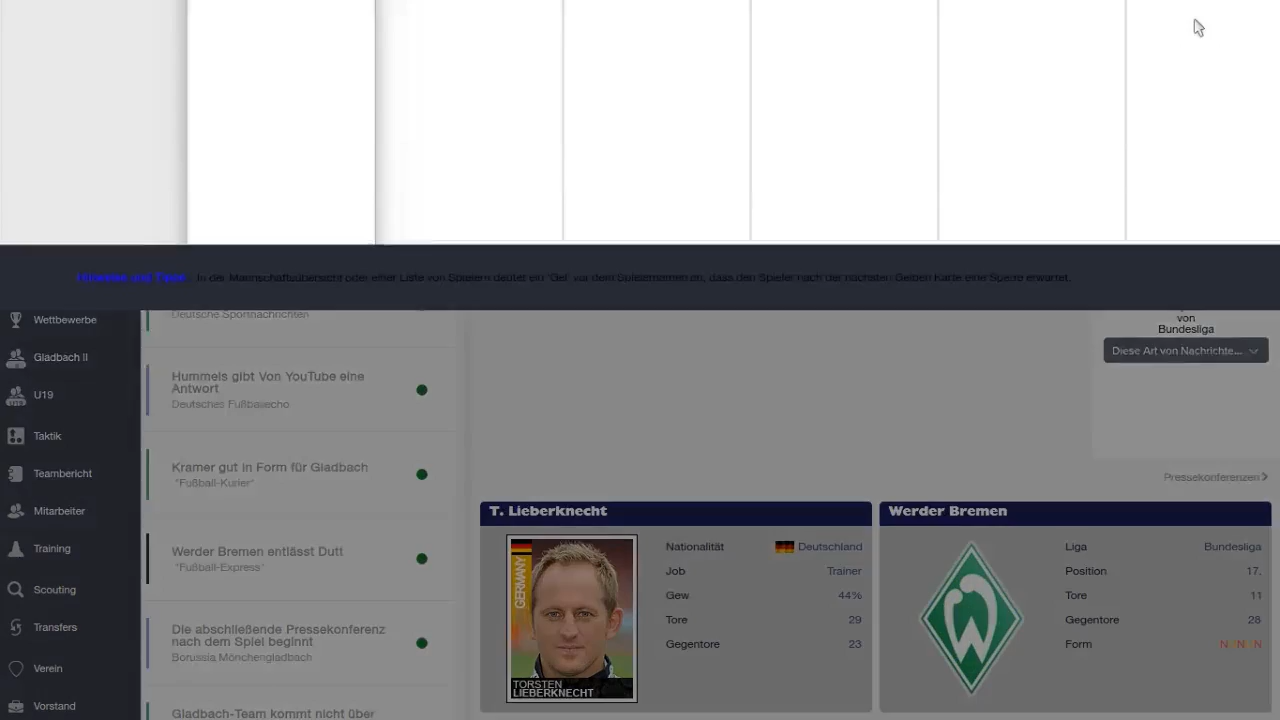 Hinweise und Tipps: In der Mannschaftsübersicht oder einer Liste von Spielern deutet ein 'Gel' vor dem Spielernamen an, dass den Spieler nach der nächsten Gelben Karte eine Sperre erwartet.
Wettbewerbe
Gladbach II
U19
Taktik
Teambericht
Mitarbeiter
Training
Scouting
Transfers
Verein
Vorstand
Deutsche Sportnachrichten
Hummels gibt Von YouTube eine
Antwort
Deutsches Fußballecho
Kramer gut in Form für Gladbach
"Fußball-Kurier"
Werder Bremen entlässt Dutt
"Fußball-Express"
Die abschließende Pressekonferenz
nach dem Spiel beginnt
Borussia Mönchengladbach
Gladbach-Team kommt nicht über
von
Bundesliga
Diese Art von Nachrichte...
Pressekonferenzen
T. Lieberknecht
GERMANY
TORSTEN
LIEBERKNECHT
Nationalität Deutschland
Job Trainer
Gew 44%
Tore 29
Gegentore 23
Werder Bremen
Liga Bundesliga
Position 17.
Tore 11
Gegentore 28
Form N N N N